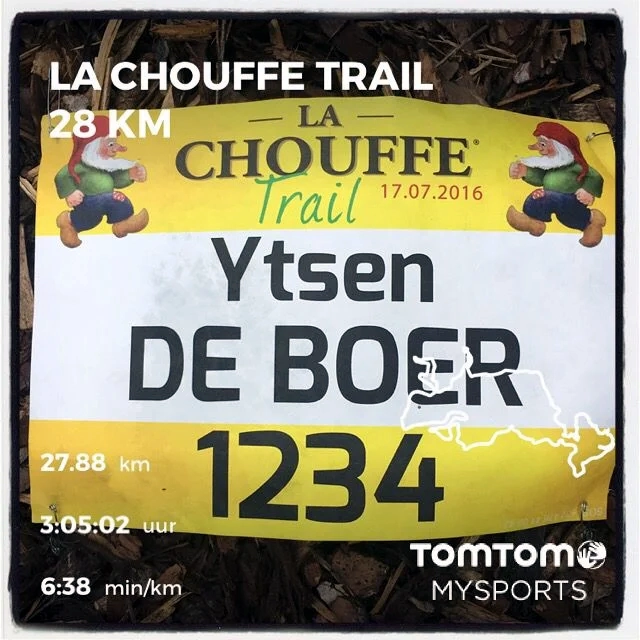 LA CHOUFFE TRAIL
28 KM
— LA —
CHOUFFE®
Trail 17.07.2016
Ytsen
DE BOER
1234
27.88 km
3:05:02 uur
6:38 min/km
TOMTOM
MYSPORTS